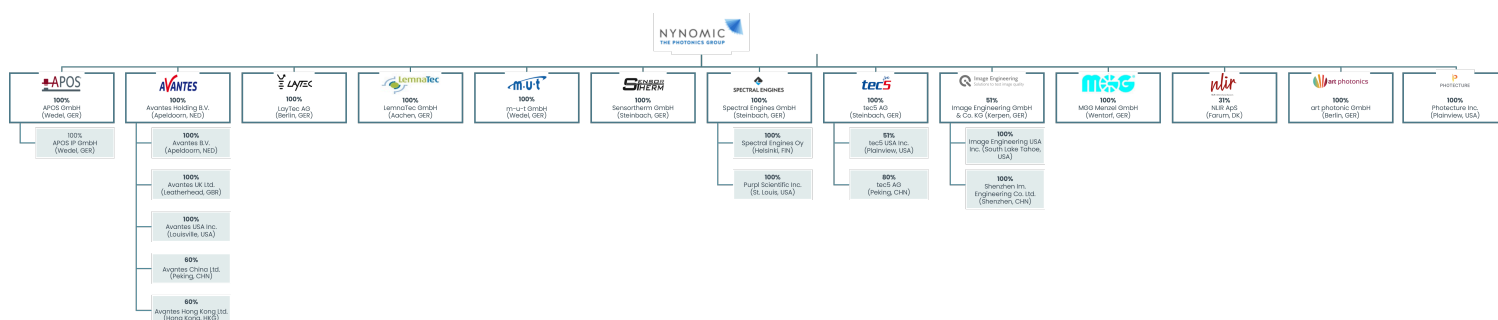 NYNOMIC
THE PHOTONICS GROUP
APOS
100%
APOS GmbH
(Wedel, GER)
100%
APOS IP GmbH
(Wedel, GER)
AVANTES
100%
Avantes Holding B.V.
(Apeldoorn, NED)
100%
Avantes B.V.
(Apeldoorn, NED)
100%
Avantes UK Ltd.
(Leatherhead, GBR)
100%
Avantes USA Inc.
(Louisville, USA)
60%
Avantes China Ltd.
(Peking, CHN)
60%
Avantes Hong Kong Ltd.
(Hong Kong, HKG)
LAYTEC
100%
LayTec AG
(Berlin, GER)
LemnaTec
100%
LemnaTec GmbH
(Aachen, GER)
m·u·t
100%
m-u-t GmbH
(Wedel, GER)
SENSOR
THERM
100%
Sensortherm GmbH
(Steinbach, GER)
SPECTRAL ENGINES
100%
Spectral Engines GmbH
(Steinbach, GER)
100%
Spectral Engines Oy
(Helsinki, FIN)
100%
Purpl Scientific Inc.
(St. Louis, USA)
tec5
100%
tec5 AG
(Steinbach, GER)
51%
tec5 USA Inc.
(Plainview, USA)
80%
tec5 AG
(Peking, CHN)
Image Engineering
51%
Image Engineering GmbH
& Co. KG (Kerpen, GER)
100%
Image Engineering USA
Inc. (South Lake Tahoe,
USA)
100%
Shenzhen Im.
Engineering Co. Ltd.
(Shenzhen, CHN)
MGG
100%
MGG Menzel GmbH
(Wentorf, GER)
nlir
31%
NLIR ApS
(Farum, DK)
art photonics
100%
art photonic GmbH
(Berlin, GER)
PHOTECTURE
100%
Photecture Inc.
(Plainview, USA)